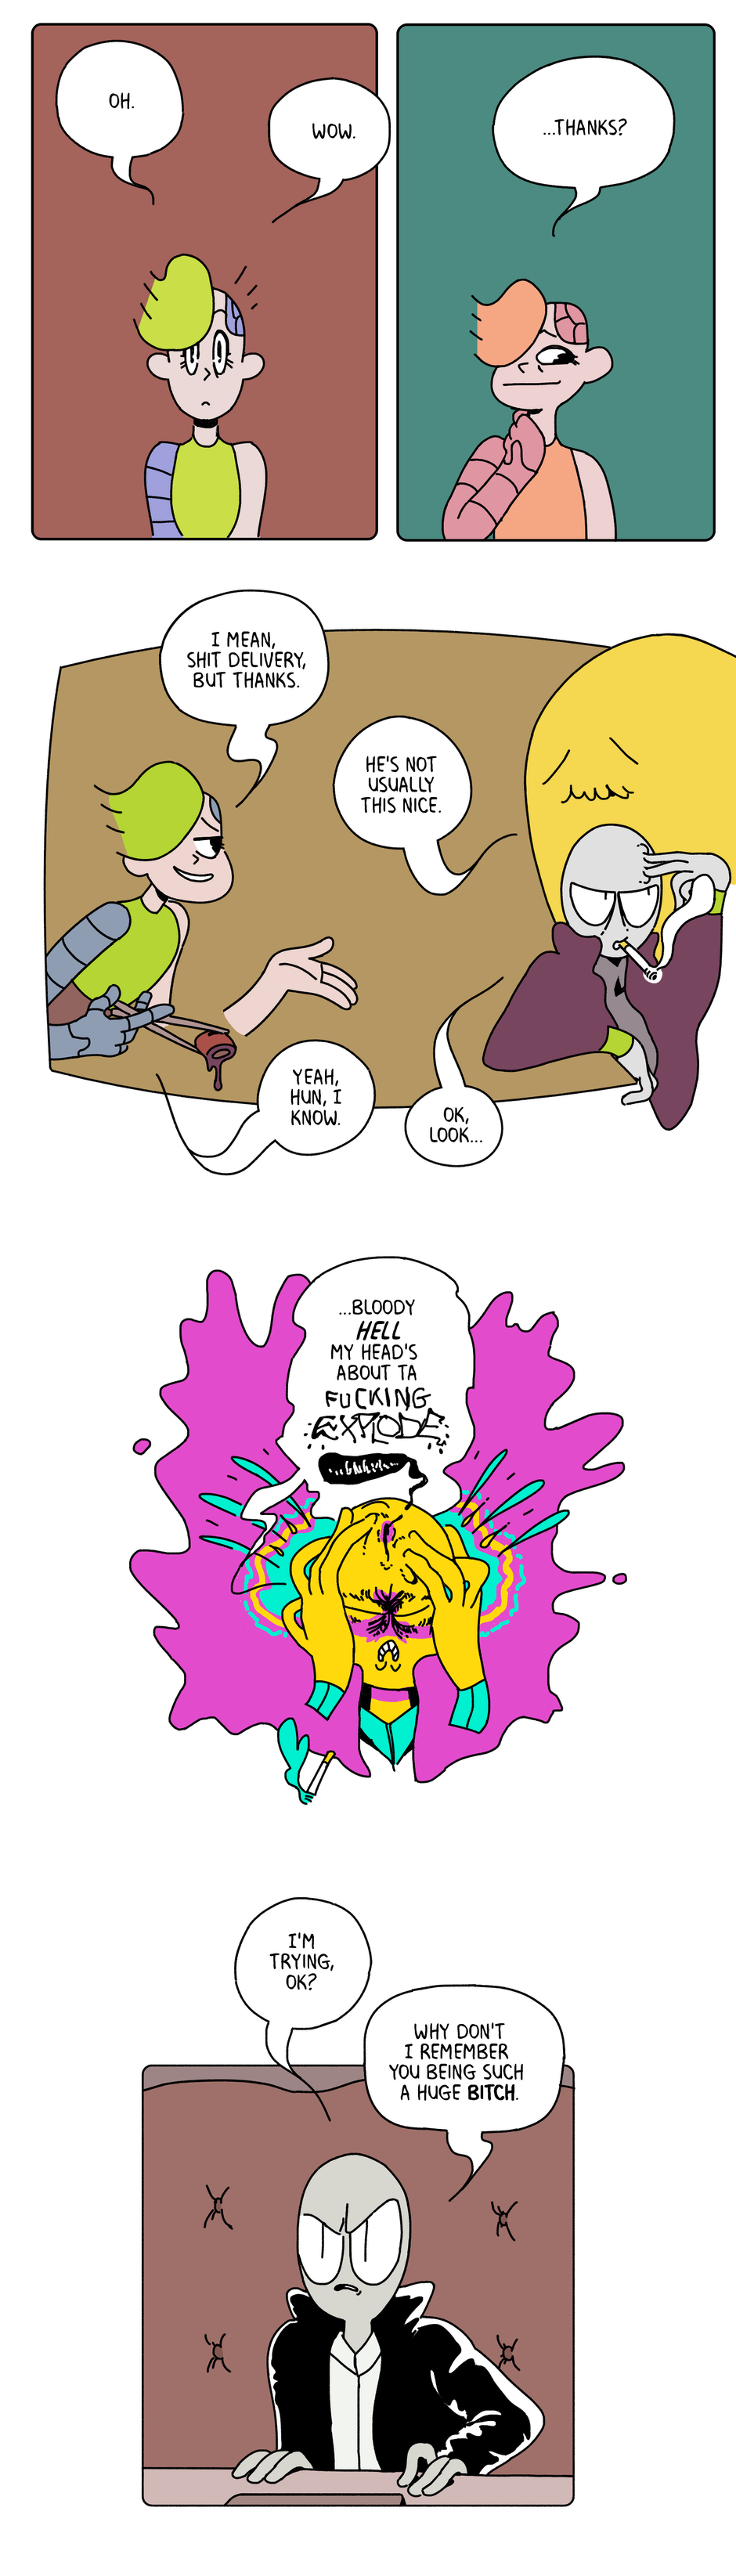 OH.
WOW.
...THANKS?
I MEAN,
SHIT DELIVERY,
BUT THANKS.
HE'S NOT
USUALLY
THIS NICE.
YEAH,
HUN, I
KNOW.
OK,
LOOK...
...BLOODY
HELL
MY HEAD'S
ABOUT TA
FUCKING
EXPLODE
I'M
TRYING,
OK?
WHY DON'T
I REMEMBER
YOU BEING SUCH
A HUGE BITCH.